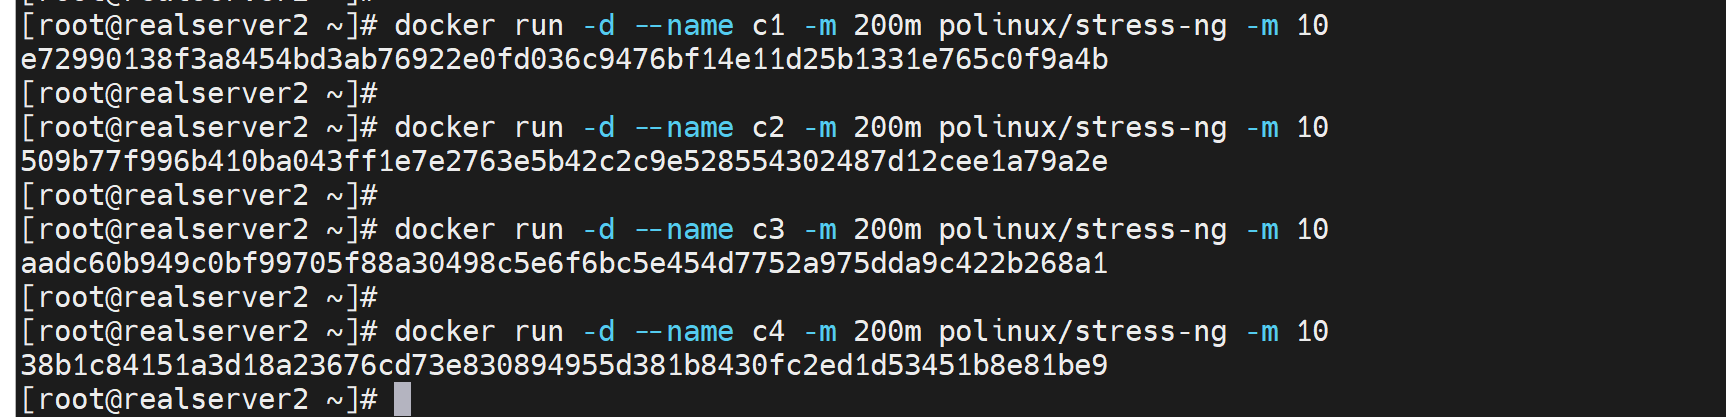 [root@realserver2 ~]#
[root@realserver2 ~]# docker run -d --name c1 -m 200m polinux/stress-ng -m 10
e72990138f3a8454bd3ab76922e0fd036c9476bf14e11d25b1331e765c0f9a4b
[root@realserver2 ~]#
[root@realserver2 ~]# docker run -d --name c2 -m 200m polinux/stress-ng -m 10
509b77f996b410ba043ff1e7e2763e5b42c2c9e528554302487d12cee1a79a2e
[root@realserver2 ~]#
[root@realserver2 ~]# docker run -d --name c3 -m 200m polinux/stress-ng -m 10
aadc60b949c0bf99705f88a30498c5e6f6bc5e454d7752a975dda9c422b268a1
[root@realserver2 ~]#
[root@realserver2 ~]# docker run -d --name c4 -m 200m polinux/stress-ng -m 10
38b1c84151a3d18a23676cd73e830894955d381b8430fc2ed1d53451b8e81be9
[root@realserver2 ~]#